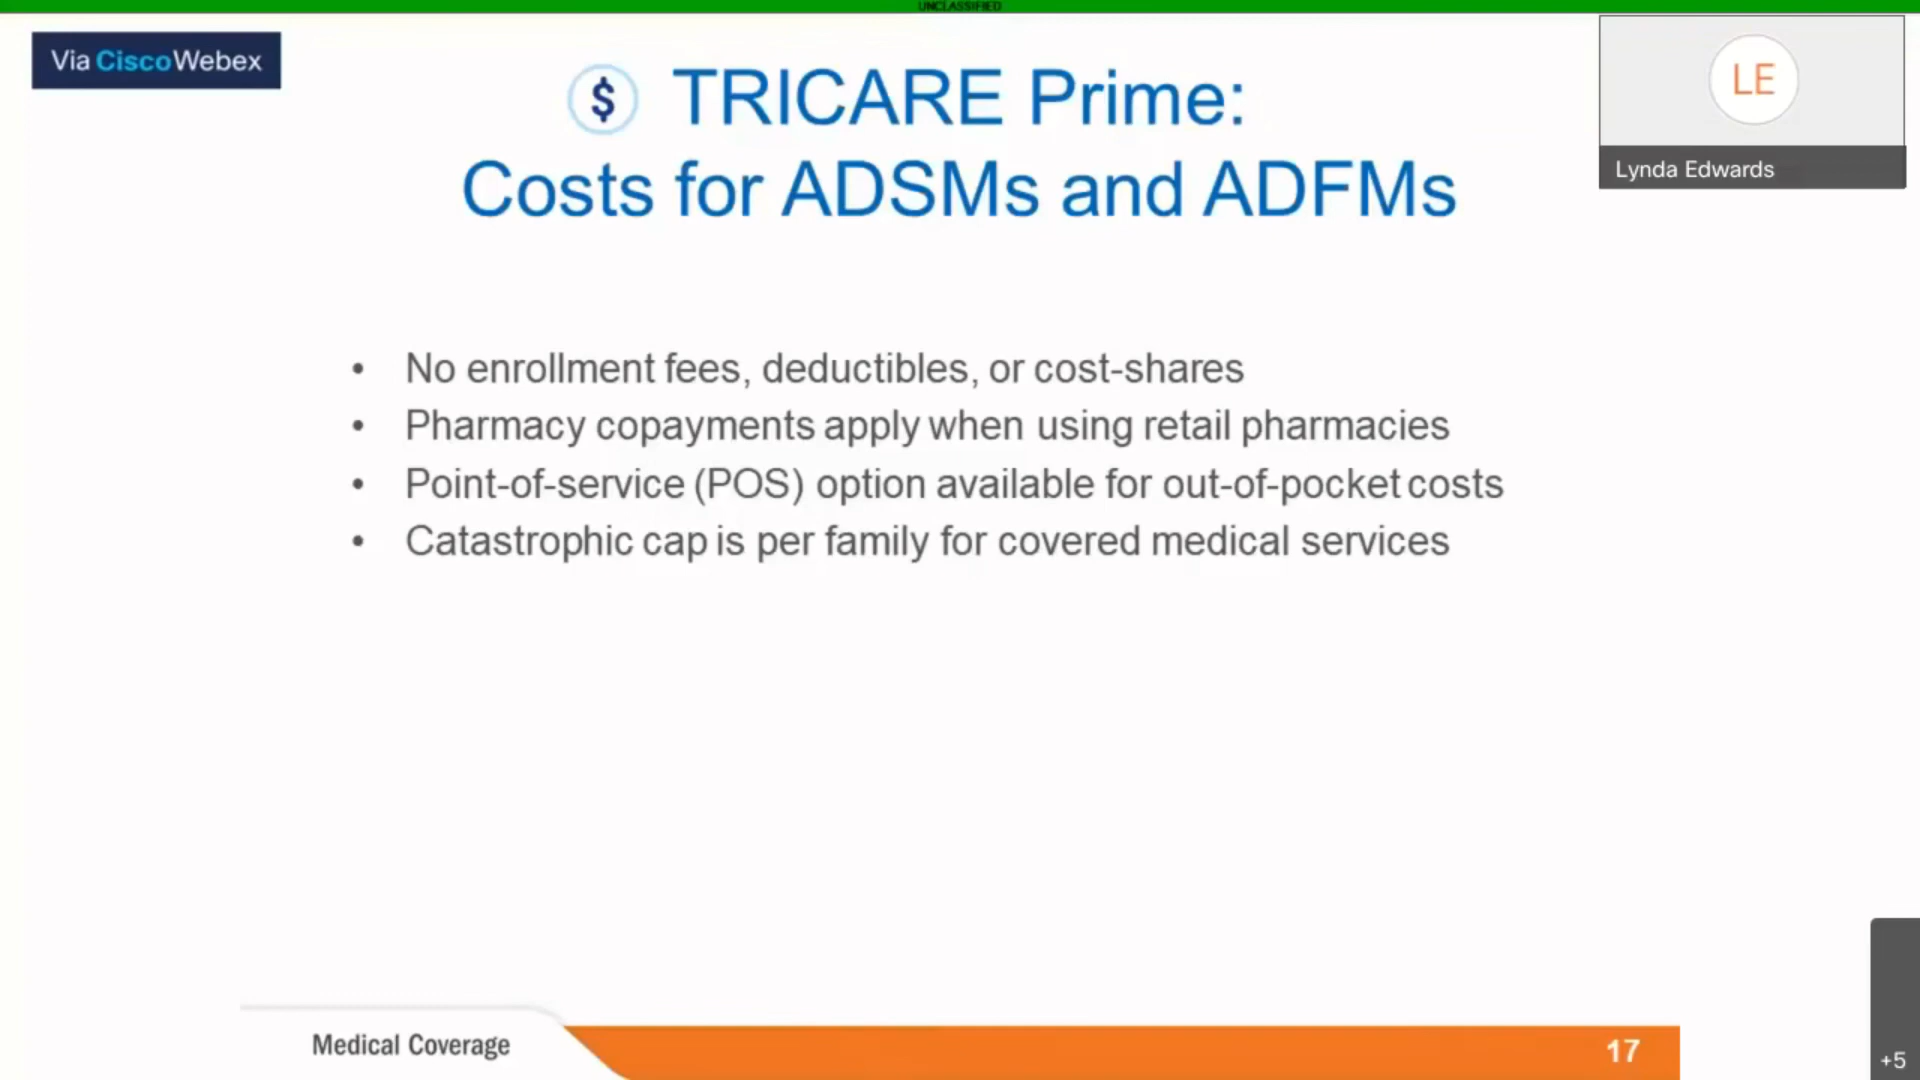 UNCLASSIFIED
Via CiscoWebex
$ TRICARE Prime:
Costs for ADSMs and ADFMs
LE
Lynda Edwards
• No enrollment fees, deductibles, or cost-shares
• Pharmacy copayments apply when using retail pharmacies
• Point-of-service (POS) option available for out-of-pocket costs
• Catastrophic cap is per family for covered medical services
Medical Coverage
17
+5